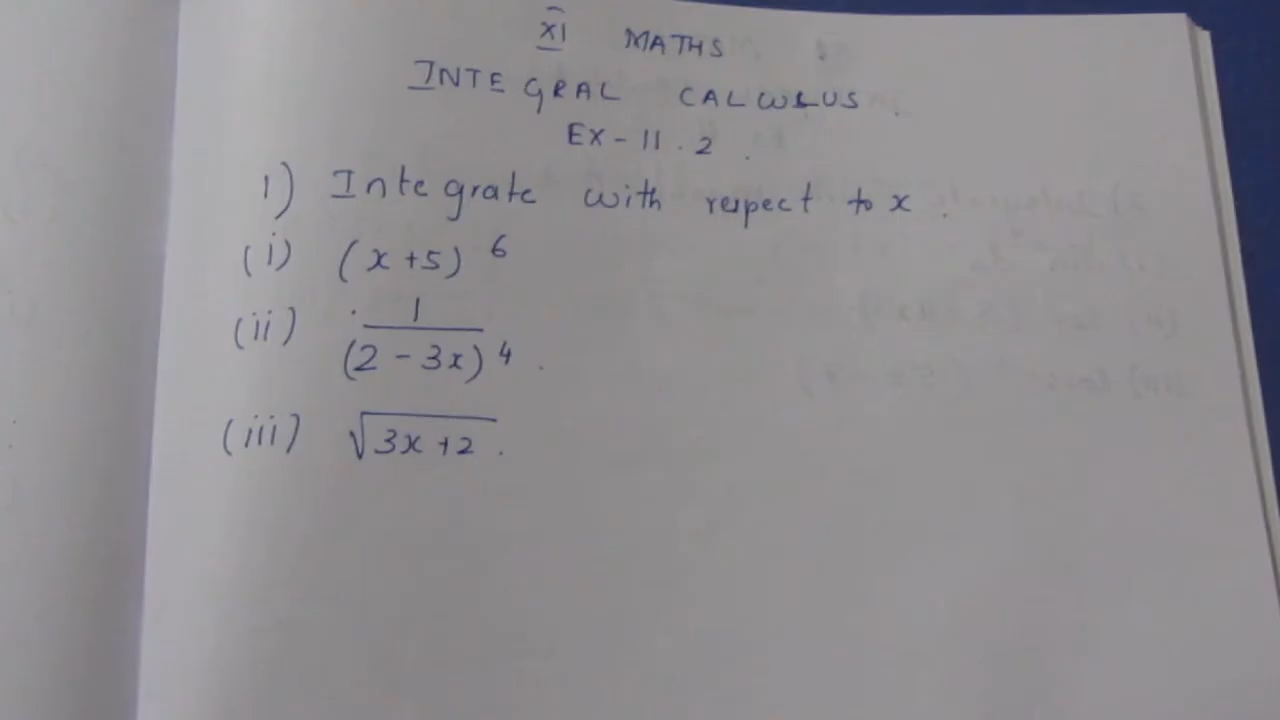 XI MATHS
INTEGRAL CALCULUS.
EX - 11.2.
1) Integrate with respect to x.
(i) (x+5)^6
(ii) 1/(2-3x)^4.
(iii) √(3x+2).